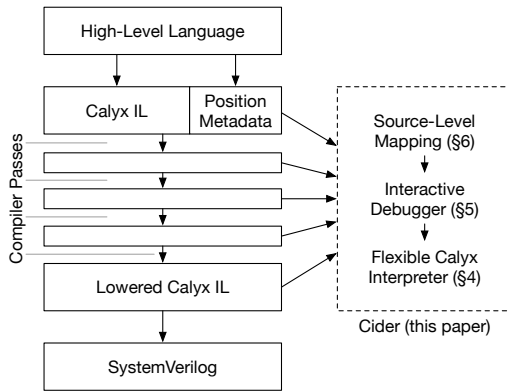 High-Level Language
Calyx IL
Position
Metadata
Compiler Passes
Lowered Calyx IL
SystemVerilog
Source-Level
Mapping (§6)
Interactive
Debugger (§5)
Flexible Calyx
Interpreter (§4)
Cider (this paper)